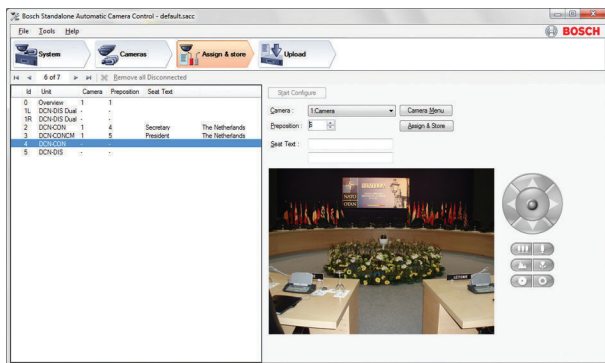 Bosch Standalone Automatic Camera Control - default.sacc
File Tools Help
BOSCH
System Cameras Assign & store Upload
6 of 7 Remove all Disconnected
Id Unit Camera Preposition Seat Text
0 Overview 1 1
1L DCN-DIS Dual - -
1R DCN-DIS Dual - -
2 DCN-CON 1 4 Secretary The Netherlands
3 DCN-CONCM 1 5 President The Netherlands
4 DCN-CON - -
5 DCN-DIS - -
Start Configure
Camera : 1:Camera Camera Menu
Preposition : 6 Assign & Store
Seat Text :
NATO
OTAN